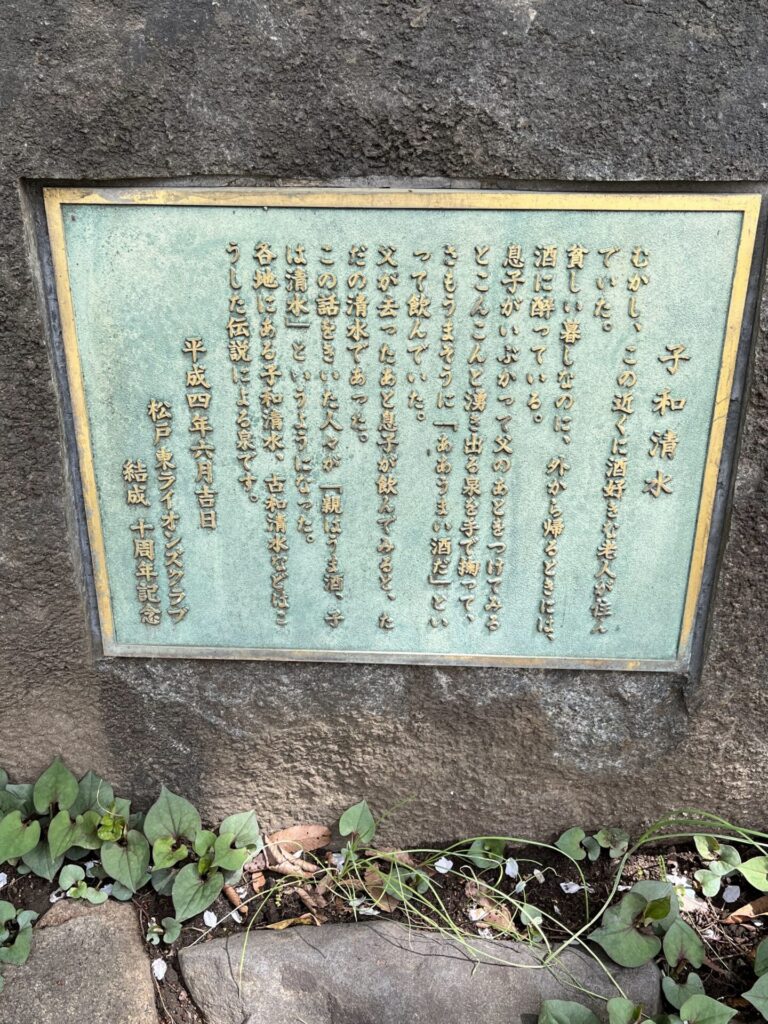 子和清水
むかし、この近くに酒好きな老人が住ん
でいた。
貧しい暮しなのに、外から帰るときには、
酒に酔っている。
息子がいぶかって父のあとをつけてみる
とこんこんと湧き出る泉を手で掬って、
さもうまそうに「ああうまい酒だ」とい
って飲んでいた。
父が去ったあと息子が飲んでみると、た
だの清水であった。
この話をきいた人々が「親はうま酒、子
は清水」というようになった。
各地にある子和清水、古和清水などはこ
うした伝説による泉です。
平成四年六月吉日
松戸東ライオンズクラブ
結成 十周年記念